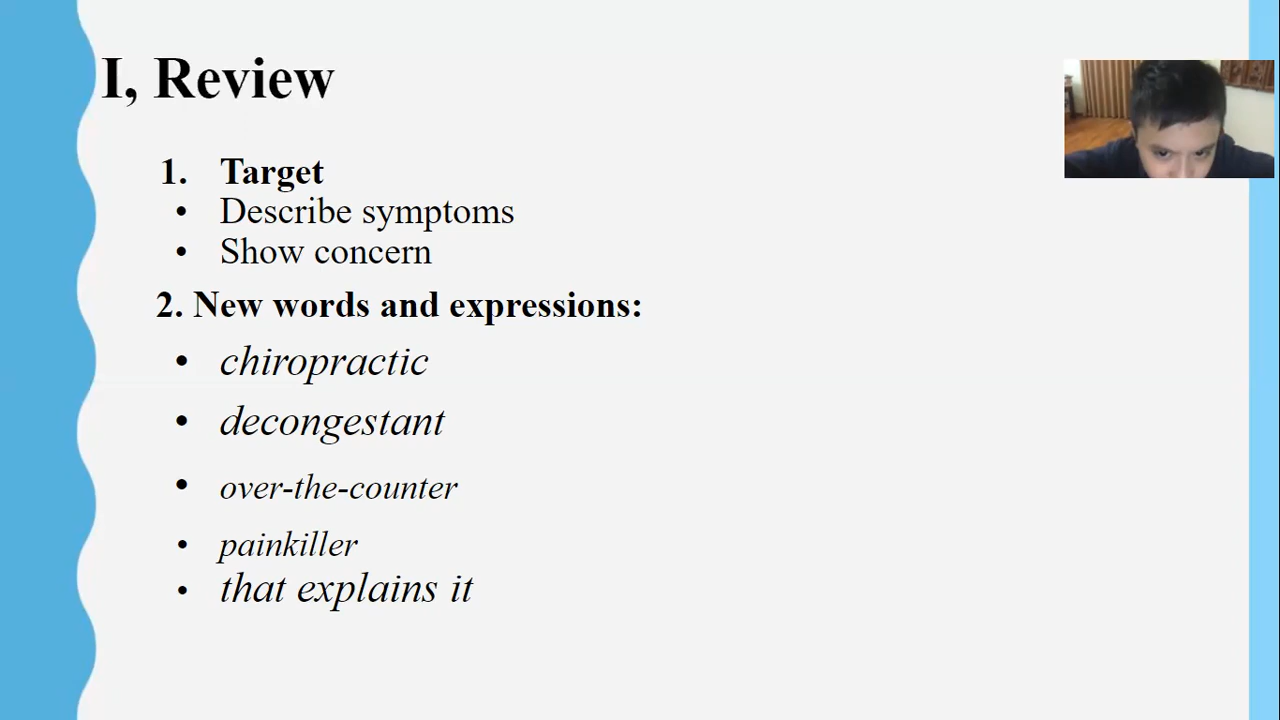 I, Review
1. Target
• Describe symptoms
• Show concern
2. New words and expressions:
• chiropractic
• decongestant
• over-the-counter
• painkiller
• that explains it